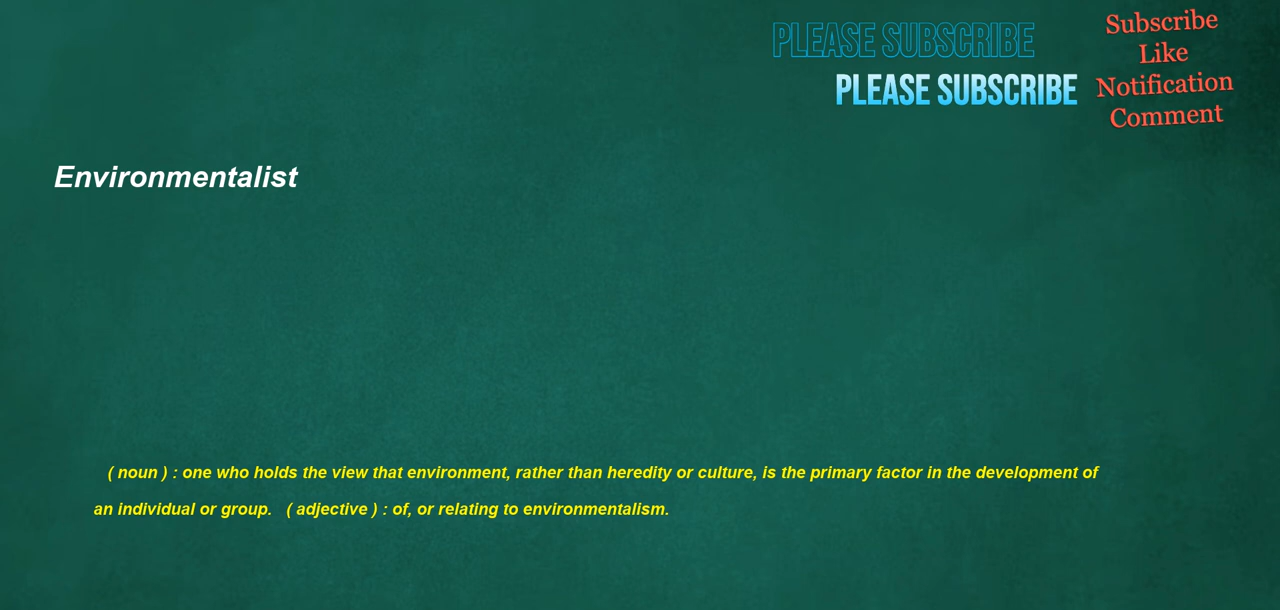 PLEASE SUBSCRIBE
PLEASE SUBSCRIBE
Subscribe
Like
Notification
Comment
Environmentalist
( noun ) : one who holds the view that environment, rather than heredity or culture, is the primary factor in the development of
an individual or group. ( adjective ) : of, or relating to environmentalism.